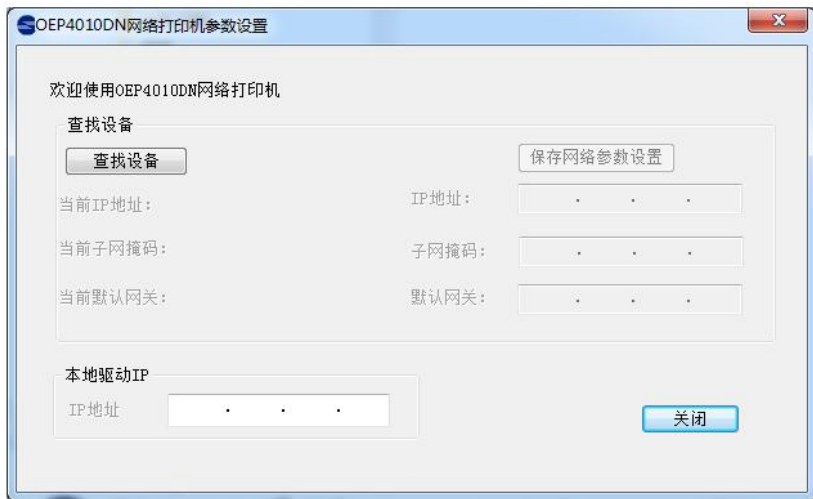 OEP4010DN网络打印机参数设置
欢迎使用OEP4010DN网络打印机
查找设备
查找设备
保存网络参数设置
当前IP地址:
IP地址:
当前子网掩码:
子网掩码:
当前默认网关:
默认网关:
本地驱动IP
IP地址
关闭